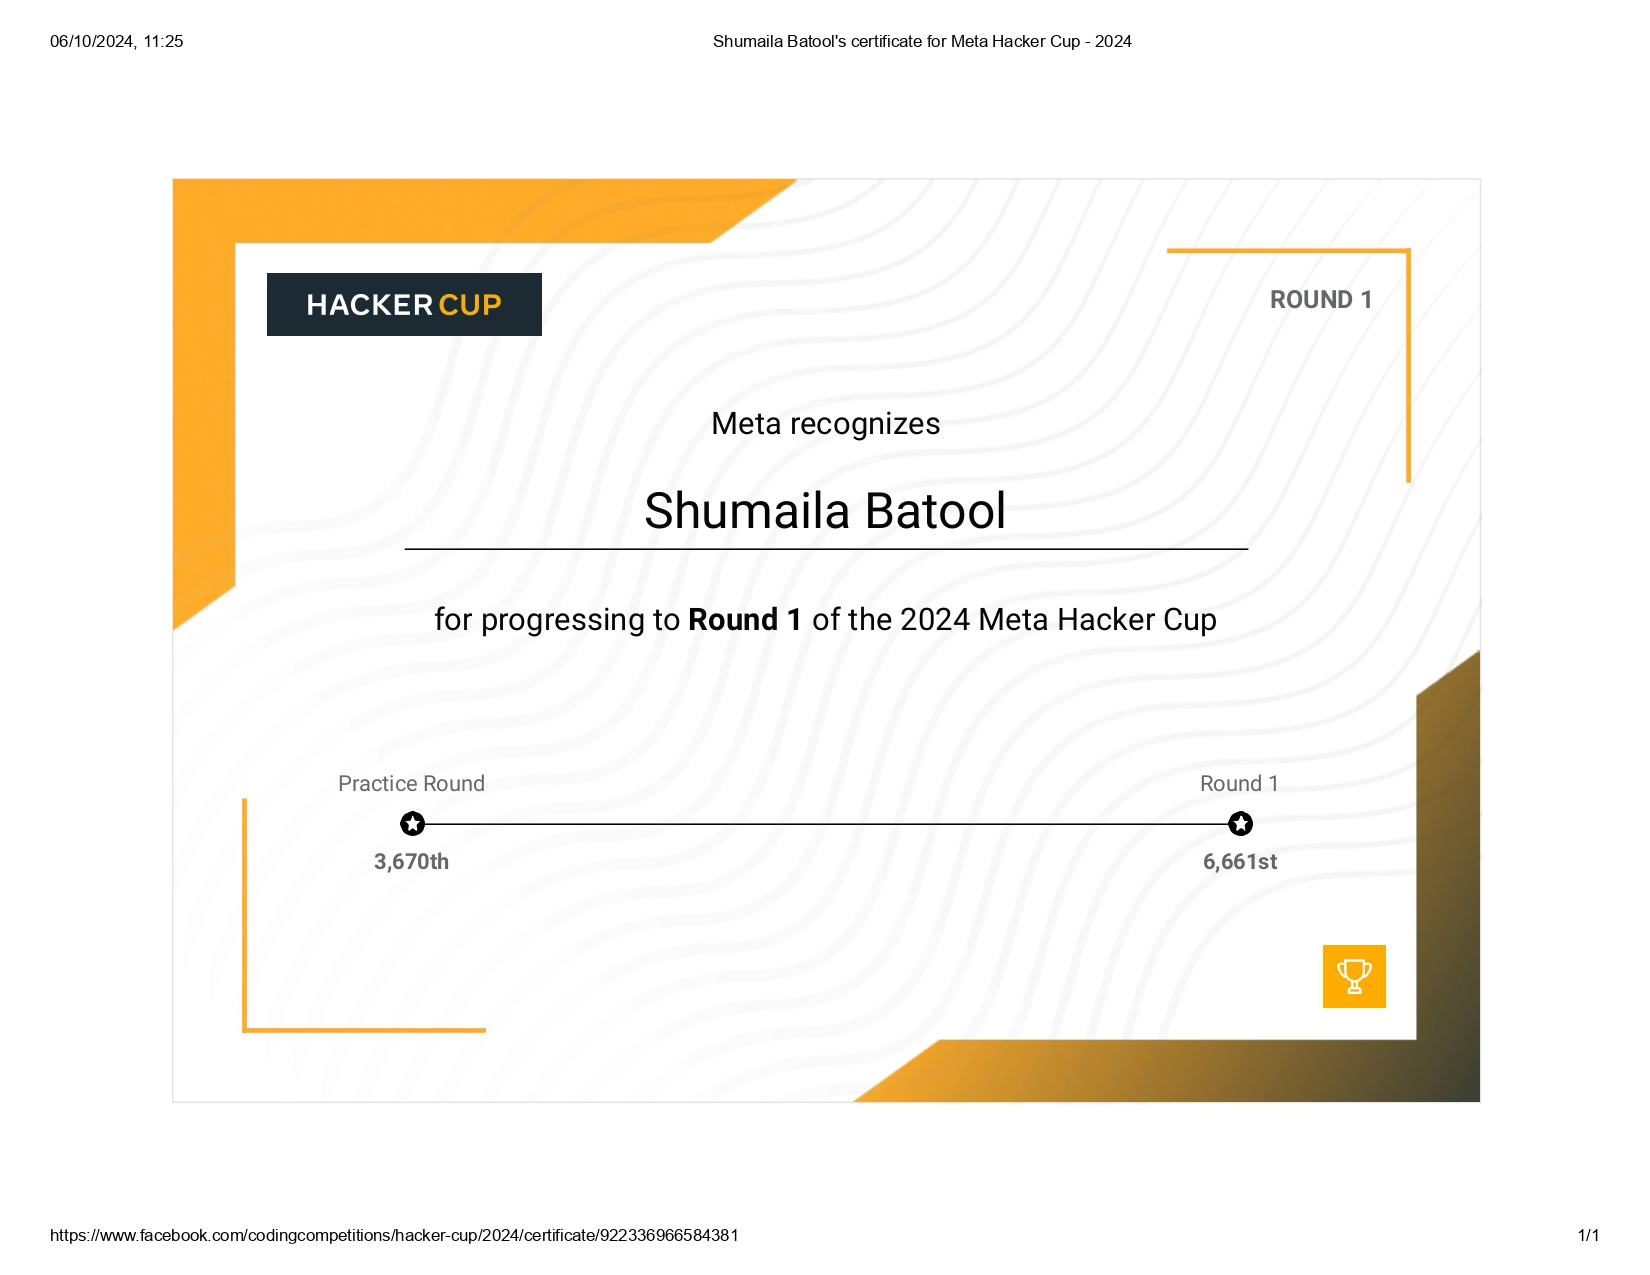 06/10/2024, 11:25
Shumaila Batool's certificate for Meta Hacker Cup - 2024
HACKER CUP
ROUND 1
Meta recognizes
Shumaila Batool
for progressing to Round 1 of the 2024 Meta Hacker Cup
Practice Round
Round 1
3,670th
6,661st
https://www.facebook.com/codingcompetitions/hacker-cup/2024/certificate/922336966584381
1/1